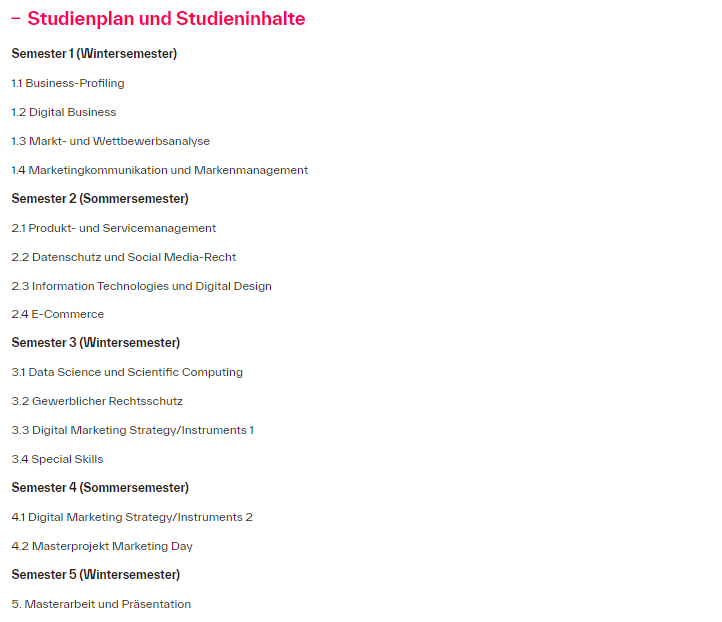 – Studienplan und Studieninhalte
Semester 1 (Wintersemester)
1.1 Business-Profiling
1.2 Digital Business
1.3 Markt- und Wettbewerbsanalyse
1.4 Marketingkommunikation und Markenmanagement
Semester 2 (Sommersemester)
2.1 Produkt- und Servicemanagement
2.2 Datenschutz und Social Media-Recht
2.3 Information Technologies und Digital Design
2.4 E-Commerce
Semester 3 (Wintersemester)
3.1 Data Science und Scientific Computing
3.2 Gewerblicher Rechtsschutz
3.3 Digital Marketing Strategy/Instruments 1
3.4 Special Skills
Semester 4 (Sommersemester)
4.1 Digital Marketing Strategy/Instruments 2
4.2 Masterprojekt Marketing Day
Semester 5 (Wintersemester)
5. Masterarbeit und Präsentation